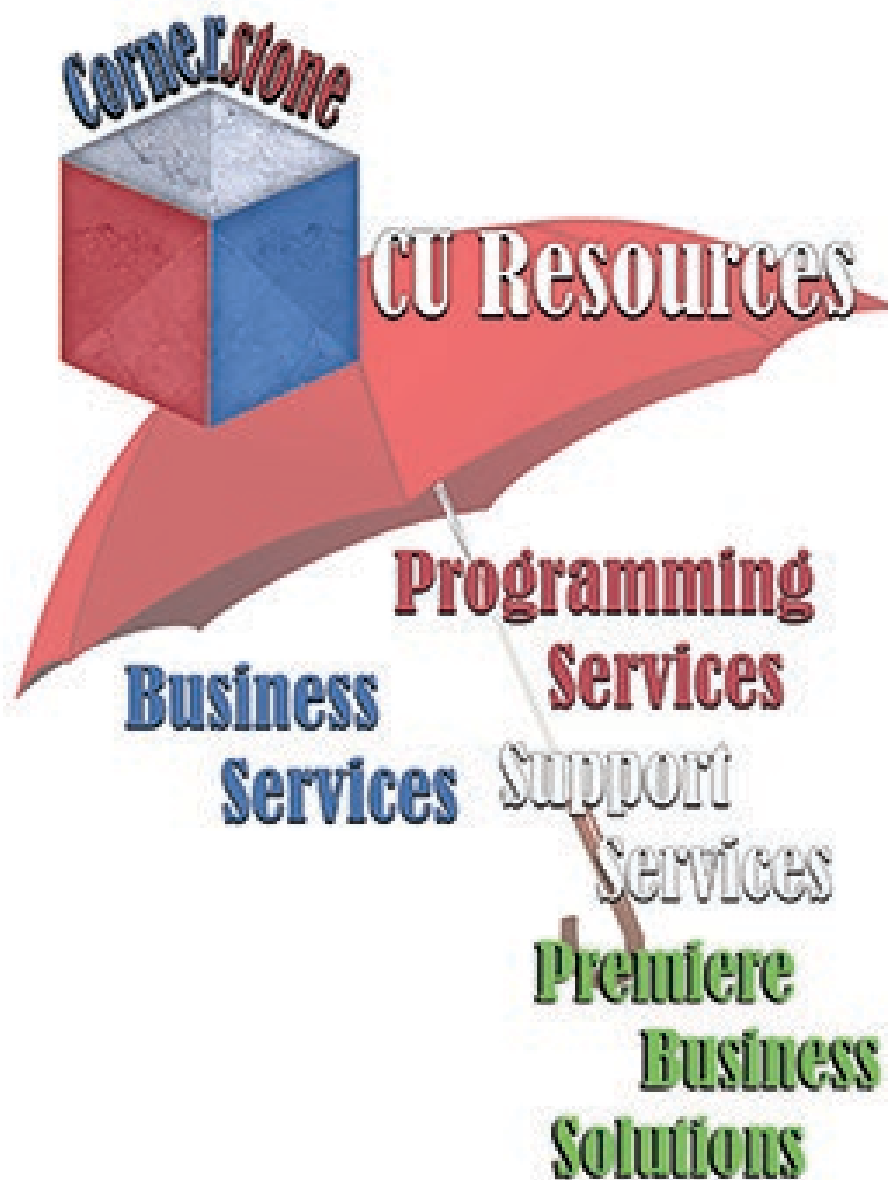 Cornerstone
CU Resources
Programming
Services
Business
Services
Support
Services
Premiere
Business
Solutions